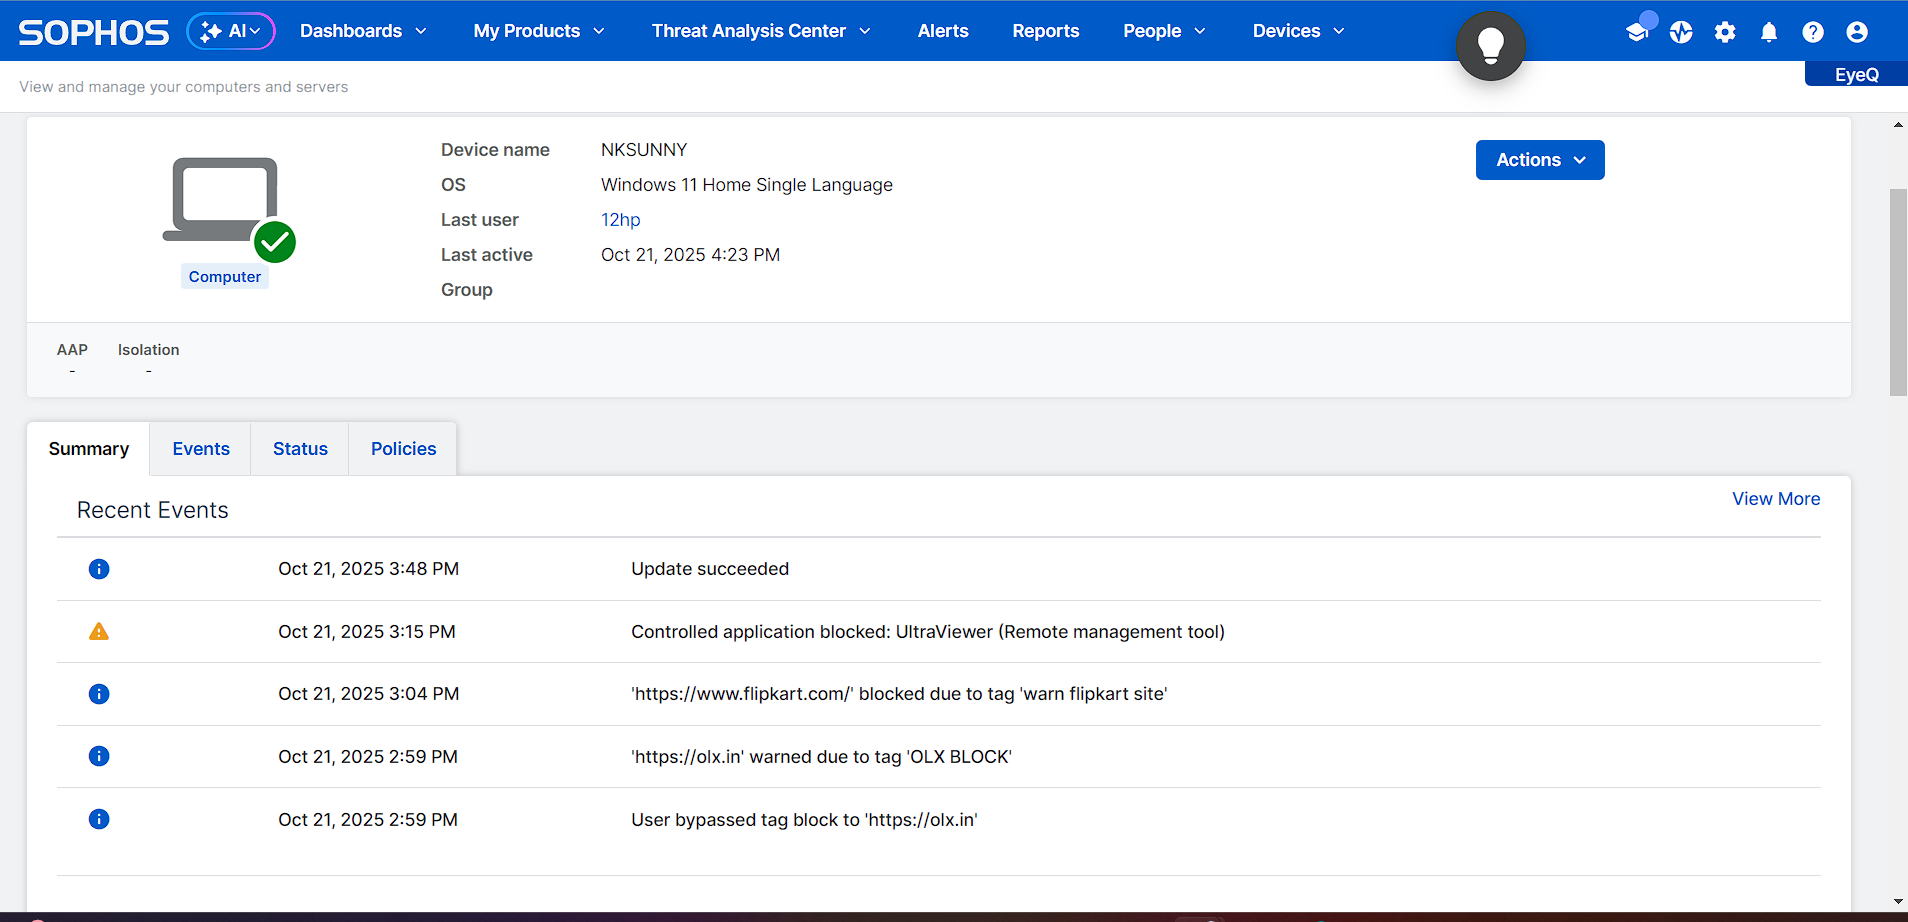 SOPHOS AI Dashboards My Products Threat Analysis Center Alerts Reports People Devices
View and manage your computers and servers
EyeQ
Device name NKSUNNY
Actions
OS Windows 11 Home Single Language
Last user 12hp
Last active Oct 21, 2025 4:23 PM
Computer
Group
AAP Isolation
- -
Summary Events Status Policies
Recent Events
View More
Oct 21, 2025 3:48 PM Update succeeded
Oct 21, 2025 3:15 PM Controlled application blocked: UltraViewer (Remote management tool)
Oct 21, 2025 3:04 PM 'https://www.flipkart.com/' blocked due to tag 'warn flipkart site'
Oct 21, 2025 2:59 PM 'https://olx.in' warned due to tag 'OLX BLOCK'
Oct 21, 2025 2:59 PM User bypassed tag block to 'https://olx.in'